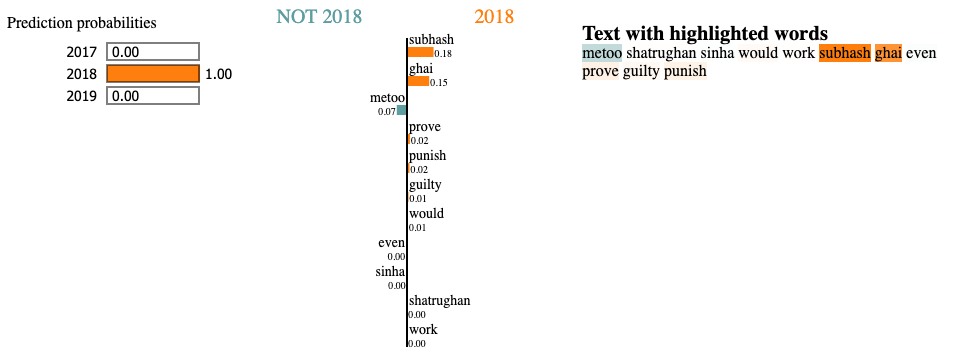 Prediction probabilities
2017 0.00
2018 1.00
2019 0.00
NOT 2018 2018
subhash
0.18
ghai
0.15
metoo
0.07
prove
0.02
punish
0.02
guilty
0.01
would
0.01
even
0.00
sinha
0.00
shatrughan
0.00
work
0.00
Text with highlighted words
metoo shatrughan sinha would work subhash ghai even
prove guilty punish